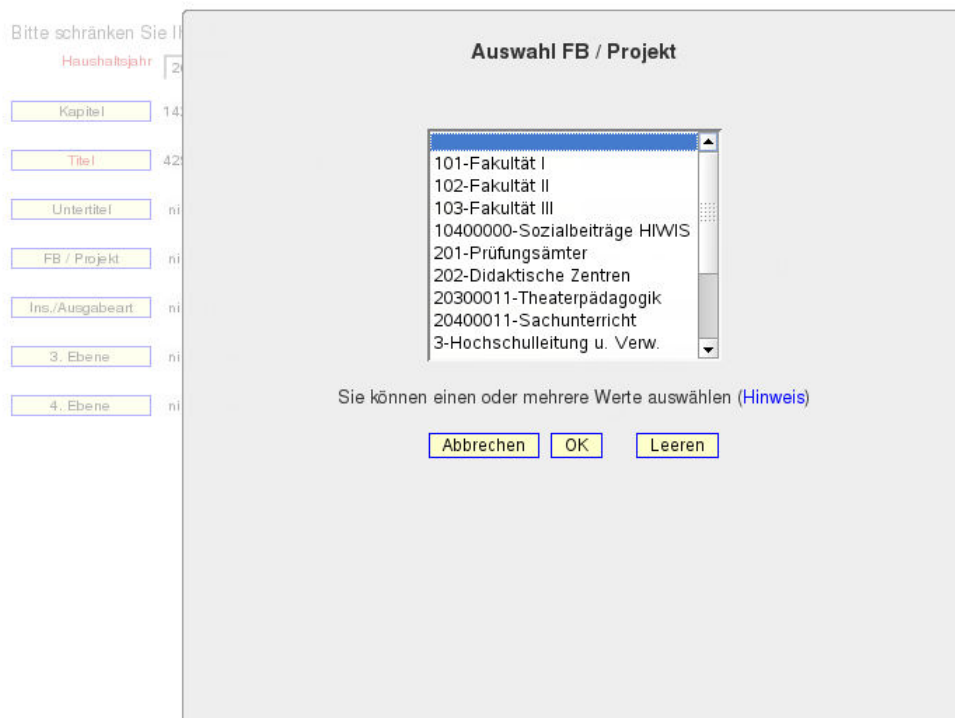 Bitte schränken Sie
Haushaltsjahr
Kapitel
Titel
Untertitel
FB / Projekt
Ins./Ausgabeart
3. Ebene
4. Ebene
Auswahl FB / Projekt
101-Fakultät I
102-Fakultät II
103-Fakultät III
10400000-Sozialbeiträge HIWIS
201-Prüfungsämter
202-Didaktische Zentren
20300011-Theaterpädagogik
20400011-Sachunterricht
3-Hochschulleitung u. Verw.
Sie können einen oder mehrere Werte auswählen (Hinweis)
Abbrechen OK Leeren